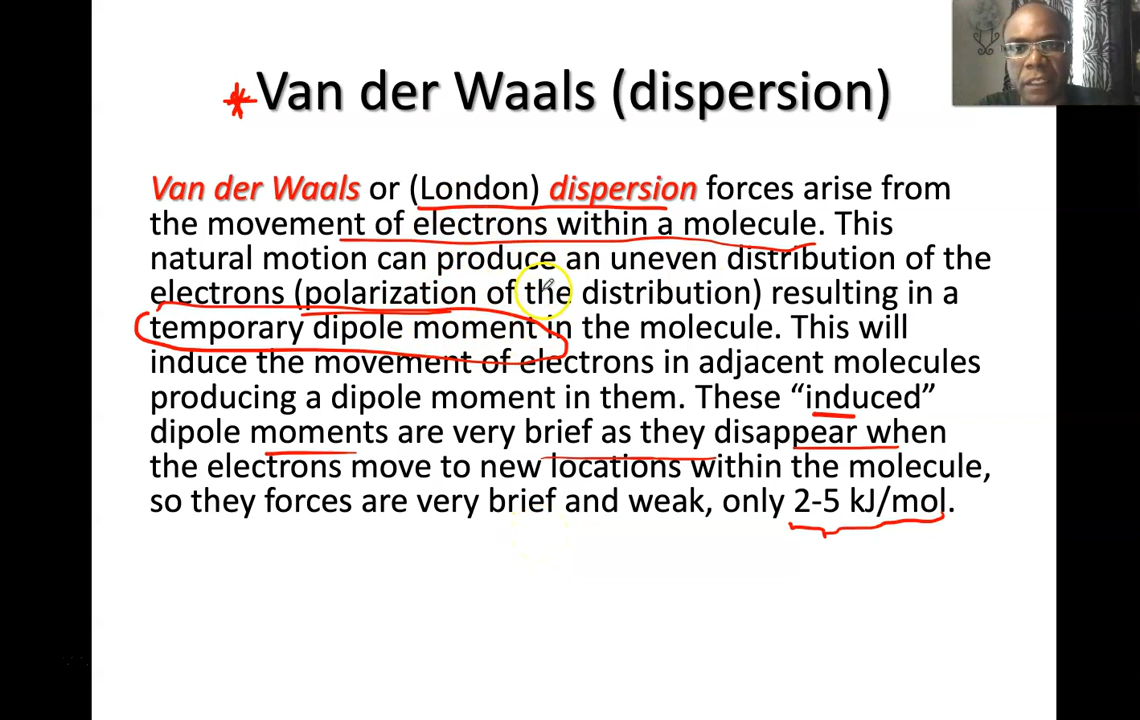 *Van der Waals (dispersion)
Van der Waals or (London) dispersion forces arise from
the movement of electrons within a molecule. This
natural motion can produce an uneven distribution of the
electrons (polarization of the distribution) resulting in a
temporary dipole moment in the molecule. This will
induce the movement of electrons in adjacent molecules
producing a dipole moment in them. These “induced”
dipole moments are very brief as they disappear when
the electrons move to new locations within the molecule,
so they forces are very brief and weak, only 2-5 kJ/mol.